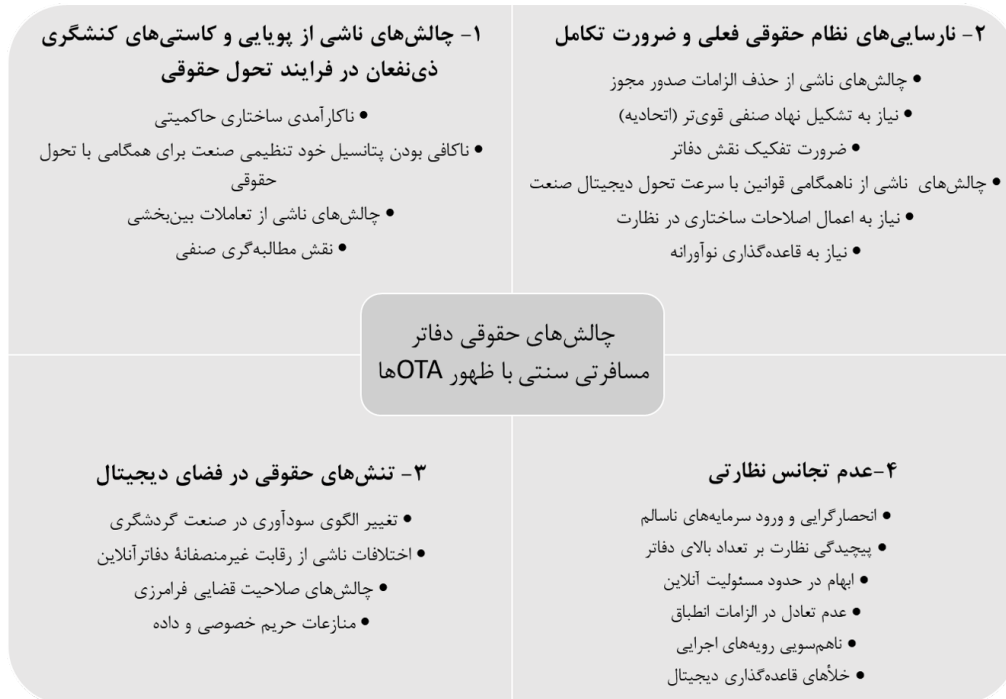 ۱- چالش‌های ناشی از پویایی و کاستی‌های کنشگری
ذی‌نفعان در فرایند تحول حقوقی
• ناکارآمدی ساختاری حاکمیتی
• ناکافی بودن پتانسیل خود تنظیمی صنعت برای همگامی با تحول
حقوقی
• چالش‌های ناشی از تعاملات بین‌بخشی
• نقش مطالبه‌گری صنفی
۲- نارسایی‌های نظام حقوقی فعلی و ضرورت تکامل
• چالش‌های ناشی از حذف الزامات صدور مجوز
• نیاز به تشکیل نهاد صنفی قوی‌تر (اتحادیه)
• ضرورت تفکیک نقش دفاتر
• چالش‌های ناشی از ناهمگامی قوانین با سرعت تحول دیجیتال صنعت
• نیاز به اعمال اصلاحات ساختاری در نظارت
• نیاز به قاعده‌گذاری نوآورانه
چالش‌های حقوقی دفاتر
مسافرتی سنتی با ظهور OTAها
۳- تنش‌های حقوقی در فضای دیجیتال
• تغییر الگوی سودآوری در صنعت گردشگری
• اختلافات ناشی از رقابت غیرمنصفانهٔ دفاترآنلاین
• چالش‌های صلاحیت قضایی فرامرزی
• منازعات حریم خصوصی و داده
۴-عدم تجانس نظارتی
• انحصارگرایی و ورود سرمایه‌های ناسالم
• پیچیدگی نظارت بر تعداد بالای دفاتر
• ابهام در حدود مسئولیت آنلاین
• عدم تعادل در الزامات انطباق
• ناهم‌سویی رویه‌های اجرایی
• خلأهای قاعده‌گذاری دیجیتال